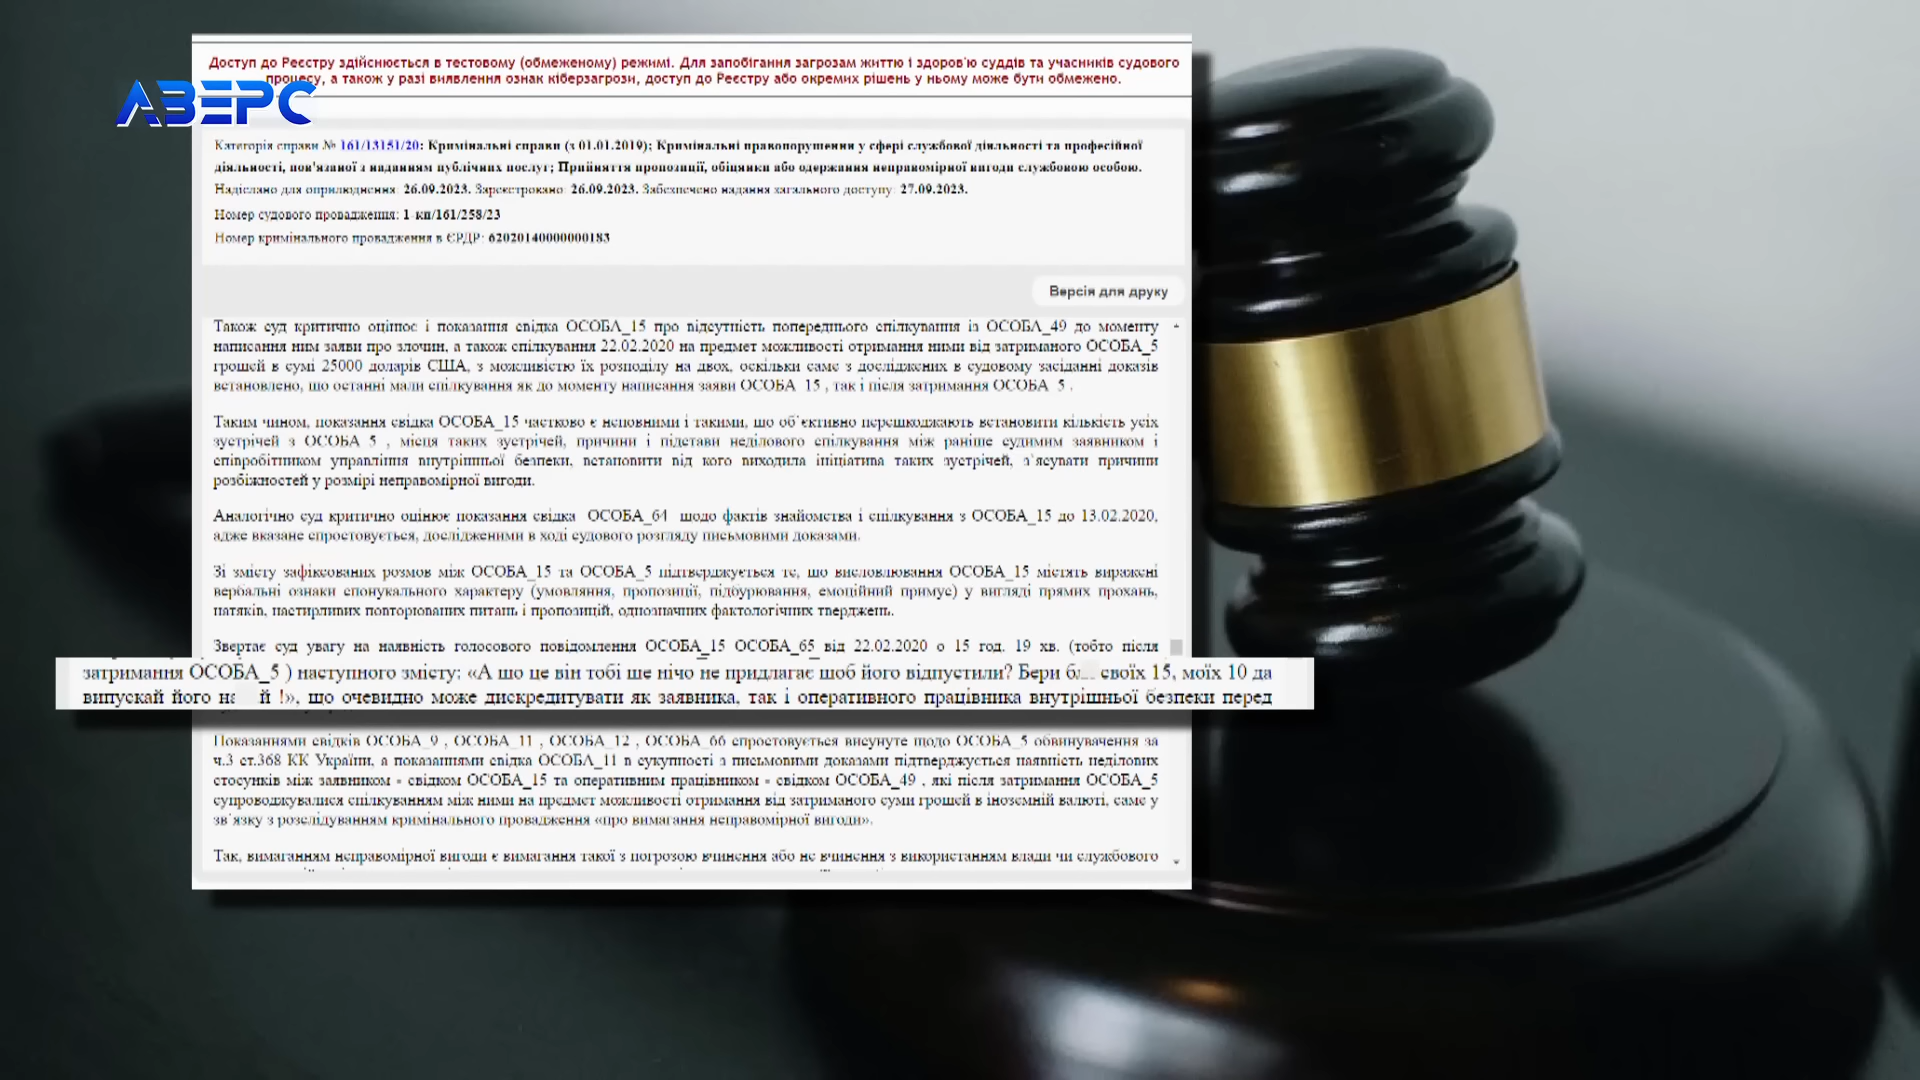 Доступ до Реєстру здійснюється в тестовому (обмеженому) режимі. Для запобігання загрозам життю і здоров'ю суддів та учасників судового
процесу, а також у разі виявлення ознак кіберзагрози, доступ до Реєстру або окремих рішень у ньому може бути обмежено.
АВЕРС
Категорія справи № 161/13151/20: Кримінальні справи (з 01.01.2019); Кримінальні правопорушення у сфері службової діяльності та професійної
діяльності, пов'язаної з наданням публічних послуг; Прийняття пропозиції, обіцянки або одержання неправомірної вигоди службовою особою.
Надіслано для оприлюднення: 26.09.2023. Зареєстровано: 26.09.2023. Забезпечено надання загального доступу: 27.09.2023.
Номер судового провадження: 1-кп/161/258/23
Номер кримінального провадження в ЄРДР: 62020140000000183
Версія для друку
Також суд критично оцінює і показання свідка ОСОБА_15 про відсутність попереднього спілкування із ОСОБА_49 до моменту
написання ним заяви про злочин, а також спілкування 22.02.2020 на предмет можливості отримання ними від затриманого ОСОБА_5
грошей в сумі 25000 доларів США, з можливістю їх розподілу на двох, оскільки саме з досліджених в судовому засіданні доказів
встановлено, що останні мали спілкування як до моменту написання заяви ОСОБА_15 , так і після затримання ОСОБА_5 .
Таким чином, показання свідка ОСОБА_15 частково є неповними і такими, що об`єктивно перешкоджають встановити кількість усіх
зустрічей з ОСОБА_5 , місця таких зустрічей, причини і підстави неділового спілкування між раніше судимим заявником і
співробітником управління внутрішньої безпеки, встановити від кого виходила ініціатива таких зустрічей, з`ясувати причини
розбіжностей у розмірі неправомірної вигоди.
Аналогічно суд критично оцінює показання свідка ОСОБА_64 щодо фактів знайомства і спілкування з ОСОБА_15 до 13.02.2020,
адже вказане спростовується, дослідженими в ході судового розгляду письмовими доказами.
Зі змісту зафіксованих розмов між ОСОБА_15 та ОСОБА_5 підтверджується те, що висловлювання ОСОБА_15 містять виражені
вербальні ознаки спонукального характеру (умовляння, пропозиції, підбурювання, емоційний примус) у вигляді прямих прохань,
натяків, настирливих повторюваних питань і пропозицій, однозначних фактологічних тверджень.
Звертає суд увагу на наявність голосового повідомлення ОСОБА_15 ОСОБА_65 від 22.02.2020 о 15 год. 19 хв. (тобто після
затримання ОСОБА_5 ) наступного змісту: «А шо це він тобі ше нічо не придлагає шоб його відпустили? Бери бл своїх 15, моїх 10 да
випускай його на й !», що очевидно може дискредитувати як заявника, так і оперативного працівника внутрішньої безпеки перед
Показаннями свідків ОСОБА_9 , ОСОБА_11 , ОСОБА_12 , ОСОБА_66 спростовується висунуте щодо ОСОБА_5 обвинувачення за
ч.3 ст.368 КК України, а показаннями свідка ОСОБА_11 в сукупності з письмовими доказами підтверджується наявність неділових
стосунків між заявником - свідком ОСОБА_15 та оперативним працівником - свідком ОСОБА_49 , які після затримання ОСОБА_5
супроводжувалися спілкуванням між ними на предмет можливості отримання від затриманого суми грошей в іноземній валюті, саме у
зв`язку з розслідуванням кримінального провадження «про вимагання неправомірної вигоди».
Так, вимаганням неправомірної вигоди є вимагання такої з погрозою вчинення або не вчинення з використанням влади чи службового